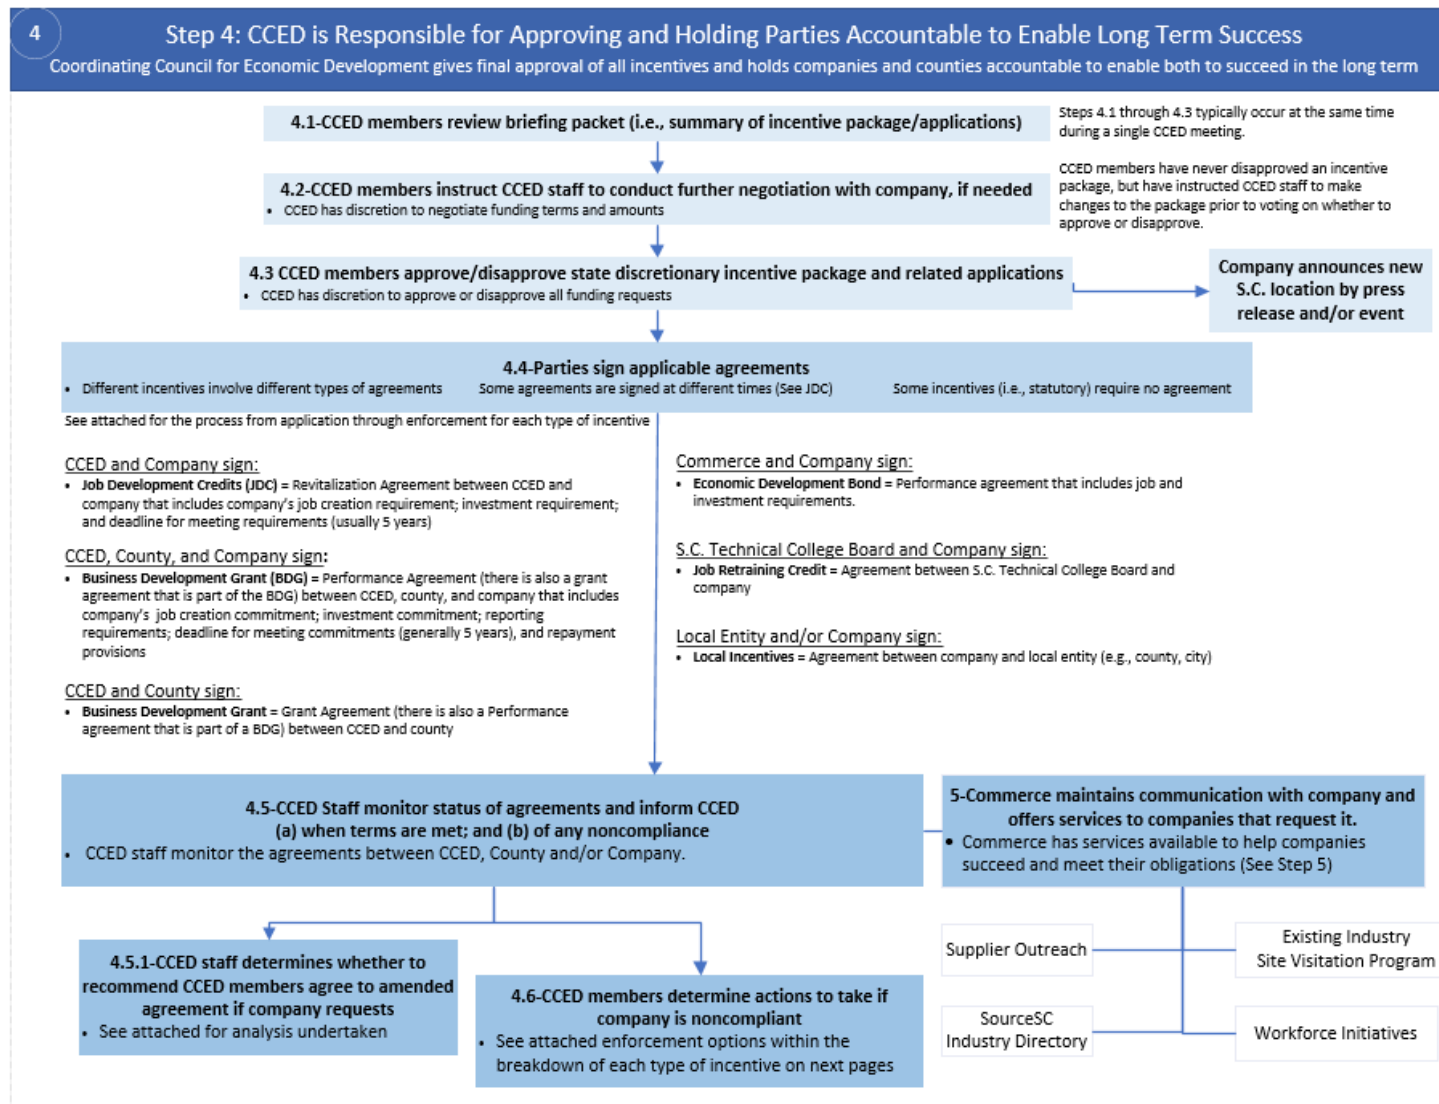 4
Step 4: CCED is Responsible for Approving and Holding Parties Accountable to Enable Long Term Success
Coordinating Council for Economic Development gives final approval of all incentives and holds companies and counties accountable to enable both to succeed in the long term
4.1-CCED members review briefing packet (i.e., summary of incentive package/applications)
Steps 4.1 through 4.3 typically occur at the same time
during a single CCED meeting.
4.2-CCED members instruct CCED staff to conduct further negotiation with company, if needed
• CCED has discretion to negotiate funding terms and amounts
CCED members have never disapproved an incentive
package, but have instructed CCED staff to make
changes to the package prior to voting on whether to
approve or disapprove.
4.3 CCED members approve/disapprove state discretionary incentive package and related applications
• CCED has discretion to approve or disapprove all funding requests
Company announces new
S.C. location by press
release and/or event
4.4-Parties sign applicable agreements
• Different incentives involve different types of agreements Some agreements are signed at different times (See JDC) Some incentives (i.e., statutory) require no agreement
See attached for the process from application through enforcement for each type of incentive
CCED and Company sign:
• Job Development Credits (JDC) = Revitalization Agreement between CCED and
company that includes company's job creation requirement; investment requirement;
and deadline for meeting requirements (usually 5 years)
CCED, County, and Company sign:
• Business Development Grant (BDG) = Performance Agreement (there is also a grant
agreement that is part of the BDG) between CCED, county, and company that includes
company's job creation commitment; investment commitment; reporting
requirements; deadline for meeting commitments (generally 5 years), and repayment
provisions
CCED and County sign:
• Business Development Grant = Grant Agreement (there is also a Performance
agreement that is part of a BDG) between CCED and county
Commerce and Company sign:
• Economic Development Bond = Performance agreement that includes job and
investment requirements.
S.C. Technical College Board and Company sign:
• Job Retraining Credit = Agreement between S.C. Technical College Board and
company
Local Entity and/or Company sign:
• Local Incentives = Agreement between company and local entity (e.g., county, city)
4.5-CCED Staff monitor status of agreements and inform CCED
(a) when terms are met; and (b) of any noncompliance
• CCED staff monitor the agreements between CCED, County and/or Company.
5-Commerce maintains communication with company and
offers services to companies that request it.
• Commerce has services available to help companies
succeed and meet their obligations (See Step 5)
4.5.1-CCED staff determines whether to
recommend CCED members agree to amended
agreement if company requests
• See attached for analysis undertaken
4.6-CCED members determine actions to take if
company is noncompliant
• See attached enforcement options within the
breakdown of each type of incentive on next pages
Supplier Outreach
Existing Industry
Site Visitation Program
SourceSC
Industry Directory
Workforce Initiatives